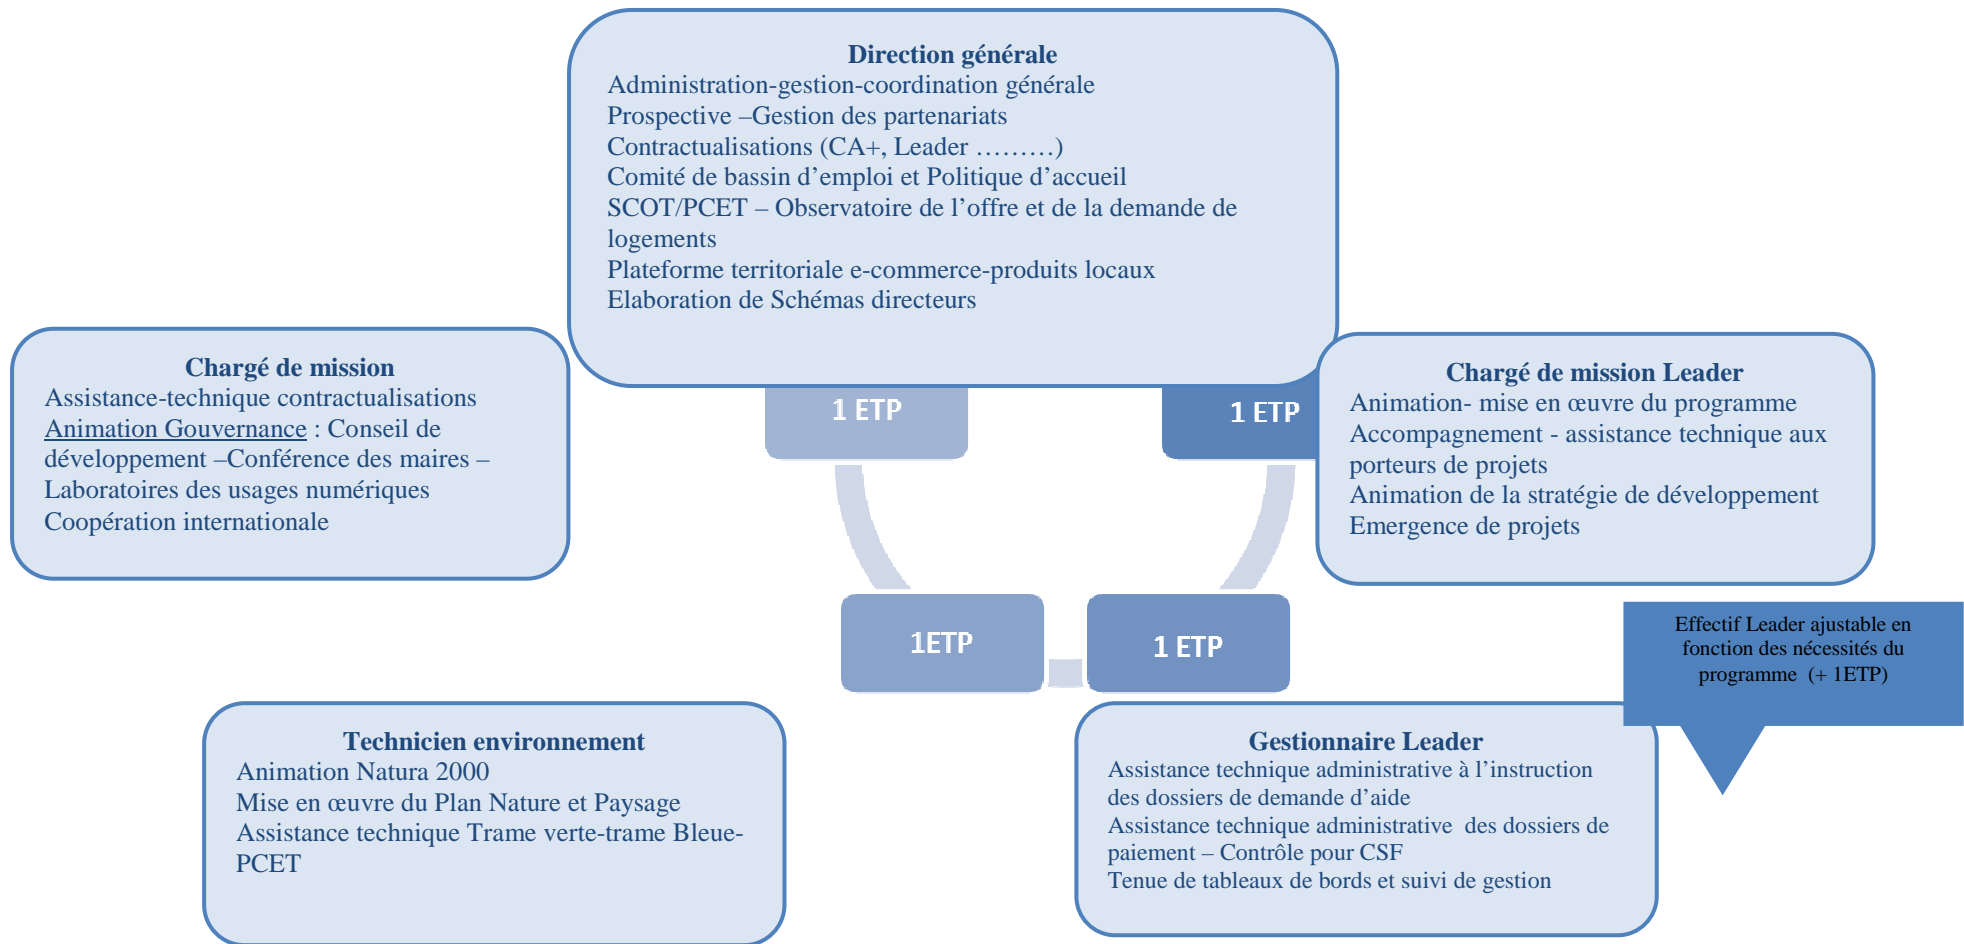 Direction générale
Administration-gestion-coordination générale
Prospective –Gestion des partenariats
Contractualisations (CA+, Leader ………)
Comité de bassin d’emploi et Politique d’accueil
SCOT/PCET – Observatoire de l’offre et de la demande de
logements
Plateforme territoriale e-commerce-produits locaux
Elaboration de Schémas directeurs
Chargé de mission
Assistance-technique contractualisations
Animation Gouvernance : Conseil de
développement –Conférence des maires –
Laboratoires des usages numériques
Coopération internationale
1 ETP
1 ETP
Chargé de mission Leader
Animation- mise en œuvre du programme
Accompagnement - assistance technique aux
porteurs de projets
Animation de la stratégie de développement
Emergence de projets
1ETP
1 ETP
Effectif Leader ajustable en
fonction des nécessités du
programme (+ 1ETP)
Technicien environnement
Animation Natura 2000
Mise en œuvre du Plan Nature et Paysage
Assistance technique Trame verte-trame Bleue-
PCET
Gestionnaire Leader
Assistance technique administrative à l’instruction
des dossiers de demande d’aide
Assistance technique administrative des dossiers de
paiement – Contrôle pour CSF
Tenue de tableaux de bords et suivi de gestion